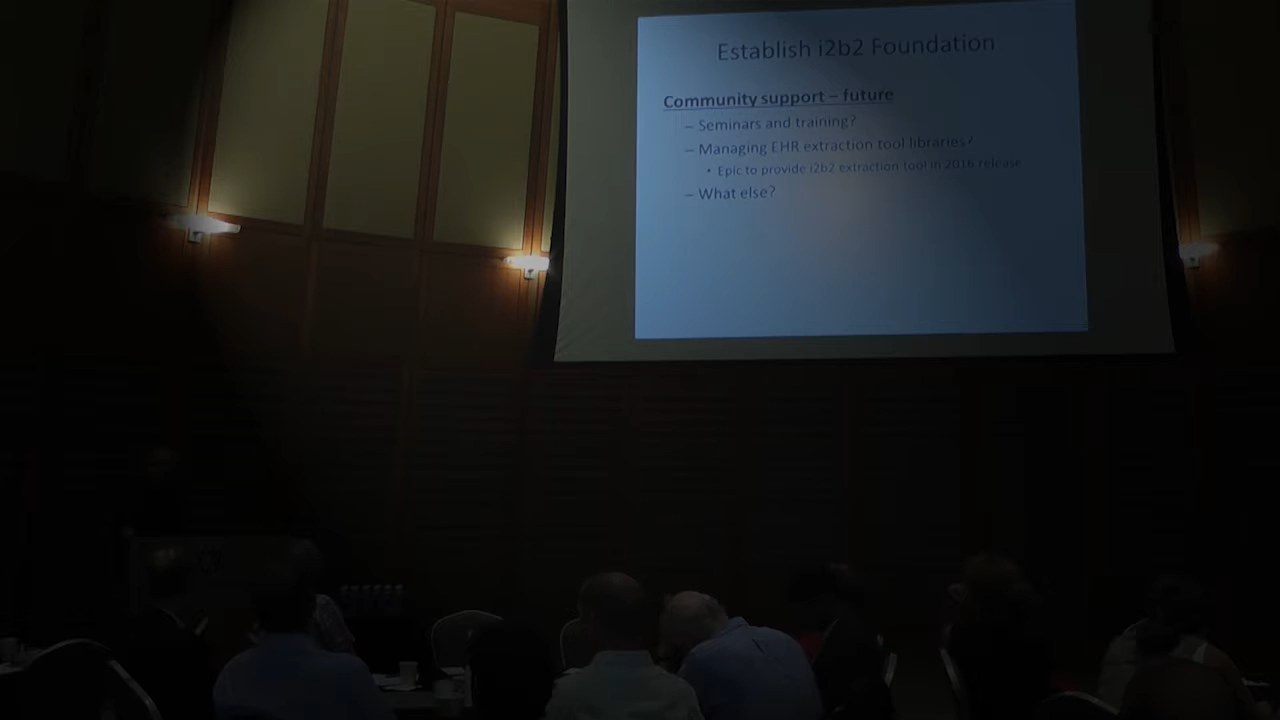 Establish i2b2 Foundation
Community support – future
– Seminars and training?
– Managing EHR extraction tool libraries?
• Epic to provide i2b2 extraction tool in 2016 release
– What else?